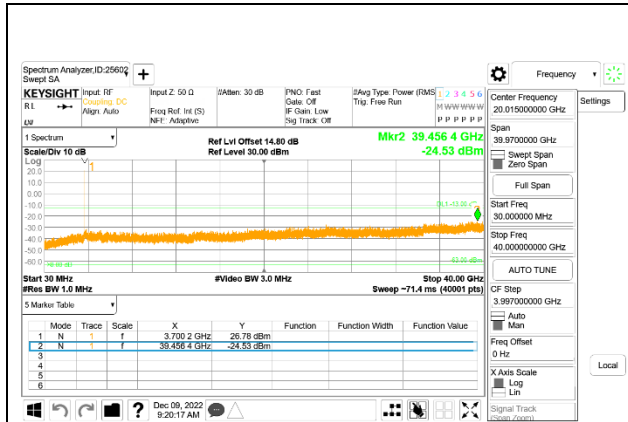 Spectrum Analyzer,ID:25602
Swept SA
+
Frequency
KEYSIGHT
RL
Input: RF
Coupling: DC
Align: Auto
Input Z: 50 Ω
Freq Ref: Int (S)
NFE: Adaptive
#Atten: 30 dB
PNO: Fast
Gate: Off
IF Gain: Low
Sig Track: Off
#Avg Type: Power (RMS)
Trig: Free Run
1 2 3 4 5 6
M W W W W W
P P P P P P
Center Frequency
20.015000000 GHz
Settings
Span
39.9700000 GHz
Swept Span
Zero Span
Full Span
Start Freq
30.000000 MHz
Stop Freq
40.000000000 GHz
AUTO TUNE
CF Step
3.997000000 GHz
Auto
Man
Freq Offset
0 Hz
X Axis Scale
Log
Lin
Local
Signal Track
(Span Zoom)
1 Spectrum
Scale/Div 10 dB
Ref Lvl Offset 14.80 dB
Ref Level 30.00 dBm
Mkr2 39.456 4 GHz
-24.53 dBm
Log
20.0
10.0
0.00
-10.0
-20.0
-30.0
-40.0
-50.0
-60.0
1
DL1 -13.00 dBm
Start 30 MHz
#Res BW 1.0 MHz
#Video BW 3.0 MHz
Stop 40.00 GHz
Sweep ~71.4 ms (40001 pts)
5 Marker Table
Mode Trace Scale X Y Function Function Width Function Value
1 N 1 f 3.700 2 GHz 26.78 dBm
2 N 1 f 39.456 4 GHz -24.53 dBm
3
4
5
6
?
Dec 09, 2022
9:20:17 AM